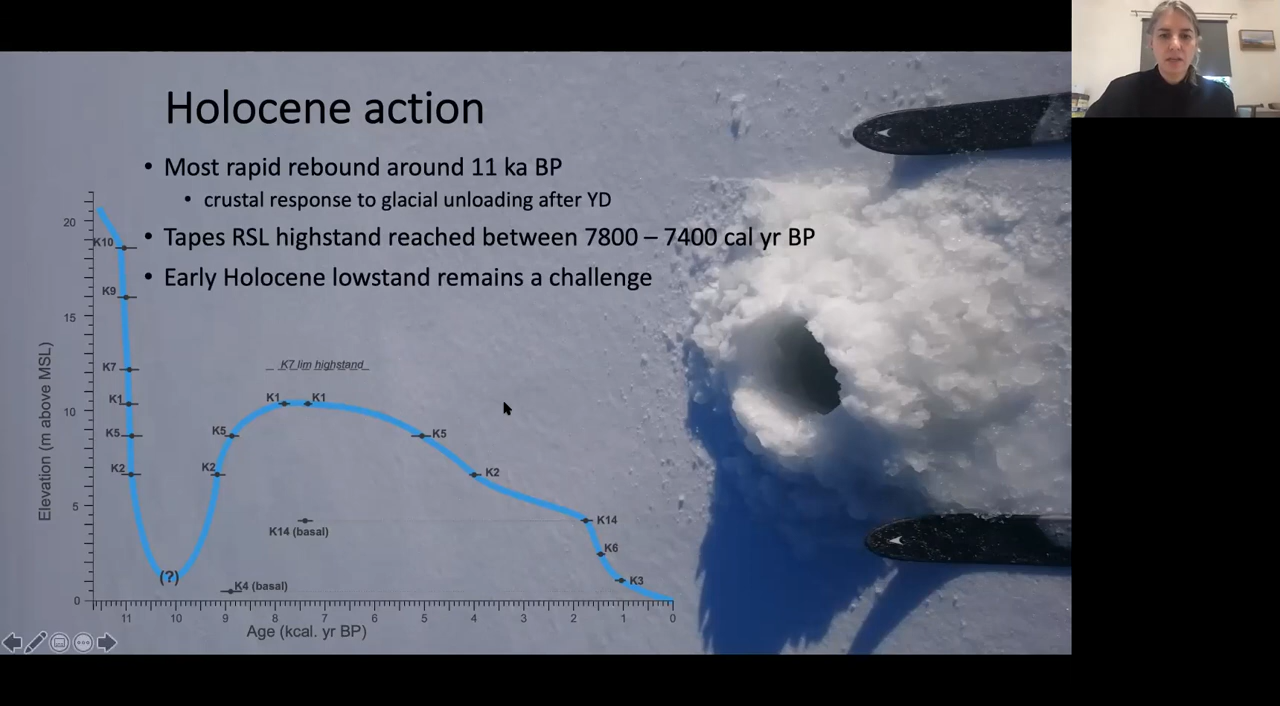 Holocene action
• Most rapid rebound around 11 ka BP
• crustal response to glacial unloading after YD
• Tapes RSL highstand reached between 7800 – 7400 cal yr BP
• Early Holocene lowstand remains a challenge
Elevation (m above MSL)
20
15
10
5
0
K10
K9
K7
K1
K5
K2
(?)
K2
K5
K1
K1
K7 lim highstand
K5
K2
K14
K6
K3
K14 (basal)
K4 (basal)
11 10 9 8 7 6 5 4 3 2 1 0
Age (kcal. yr BP)